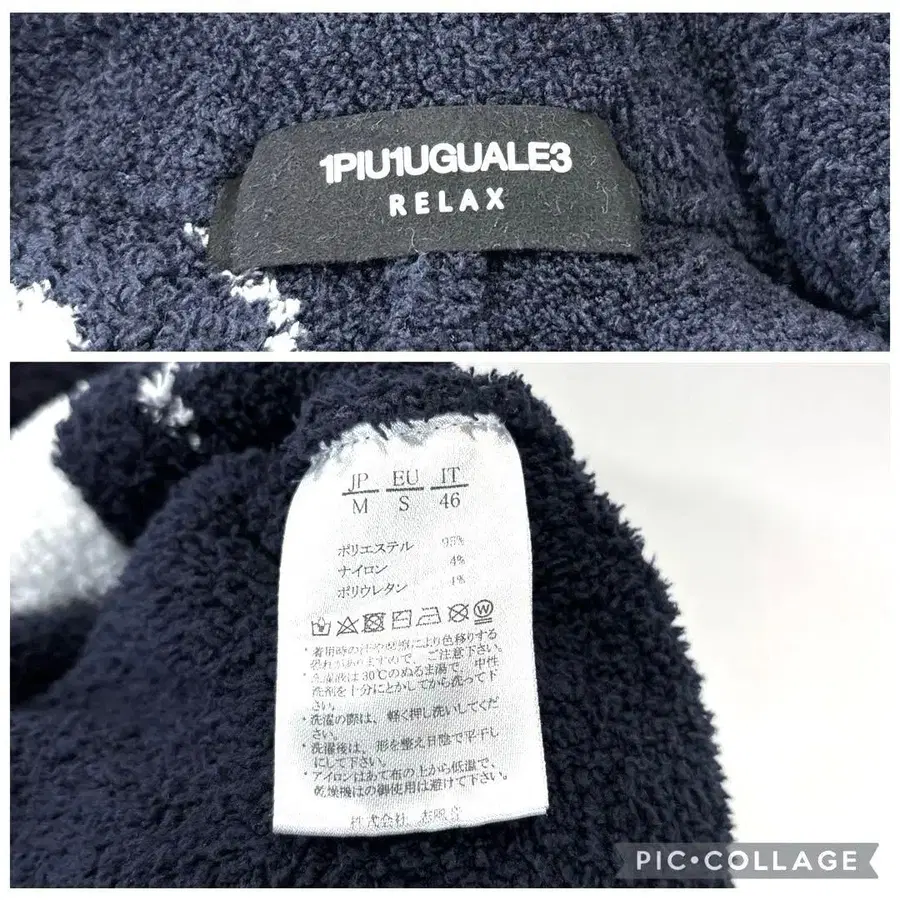 1PIU1UGUALE3
RELAX
JP EU IT
M S 46
ポリエステル 95%
ナイロン 4%
ポリウレタン 1%
W
*着用時の汗や摩擦により色移りする
恐れがありますので、ご注意下さい。
*洗濯液は30℃のぬるま湯で、中性
洗剤を十分にとかしてから洗って下
さい。
*洗濯の際は、軽く押し洗いしてくだ
さい。
*洗濯後は、形を整え日陰で平干し
にして下さい。
*アイロンはあて布の上から低温で、
乾燥機はの御使用は避けて下さい。
株式会社
PIC•COLLAGE